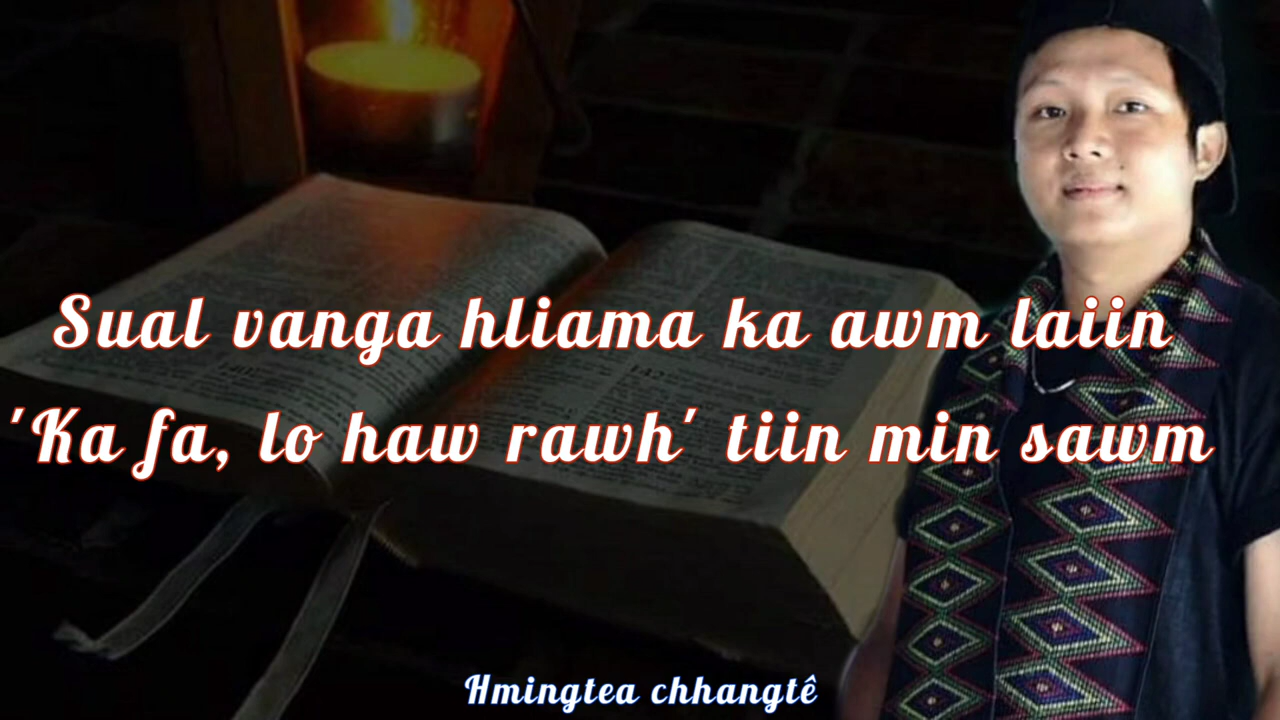 Sual vanga hliama ka awm laiin
'Ka fa, lo haw rawh' tiin min sawm
Hmingtea chhangtê